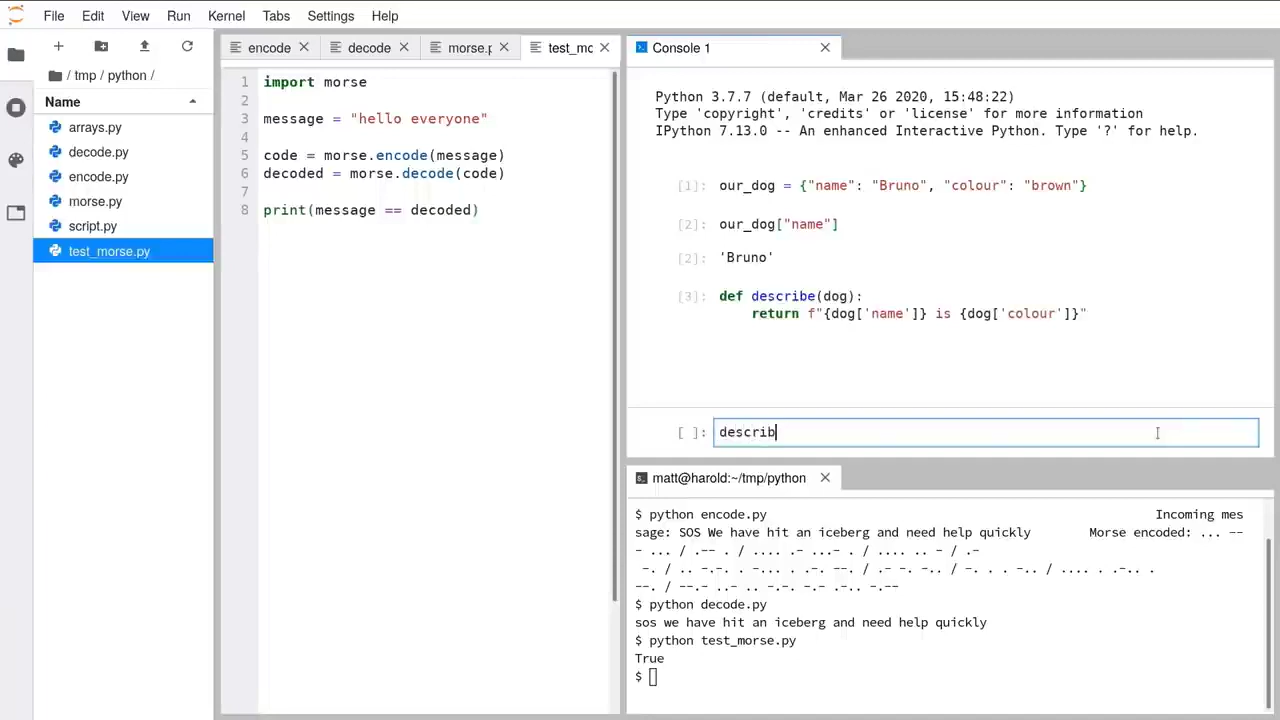 File Edit View Run Kernel Tabs Settings Help
/ tmp / python /
Name
arrays.py
decode.py
encode.py
morse.py
script.py
test_morse.py
encode
decode
morse.p
test_mc
1 import morse
2
3 message = "hello everyone"
4
5 code = morse.encode(message)
6 decoded = morse.decode(code)
7
8 print(message == decoded)
Console 1
Python 3.7.7 (default, Mar 26 2020, 15:48:22)
Type 'copyright', 'credits' or 'license' for more information
IPython 7.13.0 -- An enhanced Interactive Python. Type '?' for help.
[1]: our_dog = {"name": "Bruno", "colour": "brown"}
[2]: our_dog["name"]
[2]: 'Bruno'
[3]: def describe(dog):
return f"{dog['name']} is {dog['colour']}"
[ ]: describ
matt@harold:~/tmp/python
$ python encode.py Incoming mes
sage: SOS We have hit an iceberg and need help quickly Morse encoded: ... --
- ... / .-- . / .... .- ...- . / .... .. - / .-
-. / .. -.-. . -... . .-. --. / .- -. -.. / -. . . -.. / .... . .-.. .
--. / --.- ..- .. -.-. -.- .-.. -.--
$ python decode.py
sos we have hit an iceberg and need help quickly
$ python test_morse.py
True
$